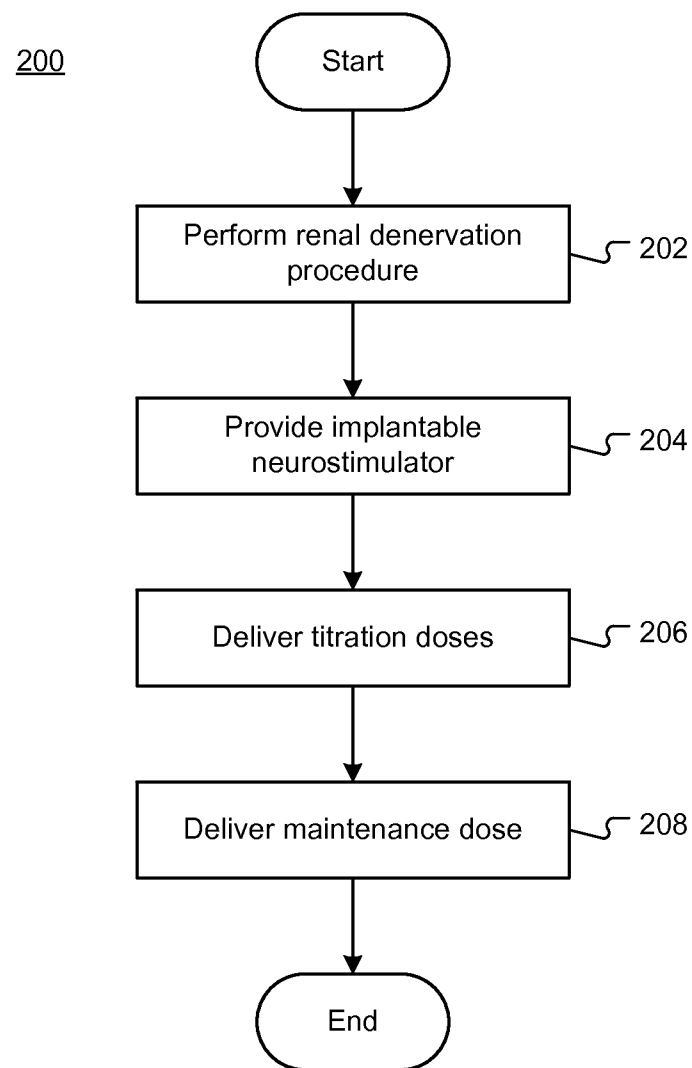 200
Start
Perform renal denervation
procedure
202
Provide implantable
neurostimulator
204
Deliver titration doses
206
Deliver maintenance dose
208
End